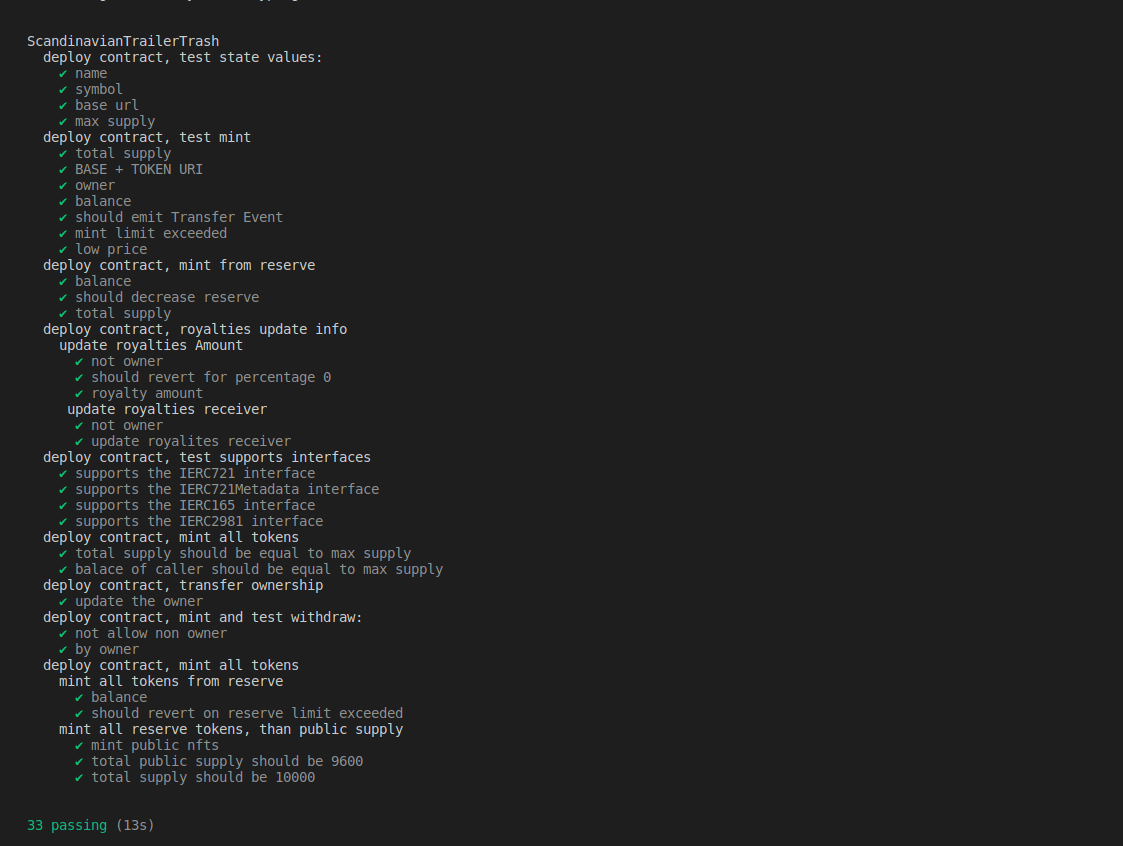 ScandinavianTrailerTrash
deploy contract, test state values:
✔ name
✔ symbol
✔ base url
✔ max supply
deploy contract, test mint
✔ total supply
✔ BASE + TOKEN URI
✔ owner
✔ balance
✔ should emit Transfer Event
✔ mint limit exceeded
✔ low price
deploy contract, mint from reserve
✔ balance
✔ should decrease reserve
✔ total supply
deploy contract, royalties update info
update royalties Amount
✔ not owner
✔ should revert for percentage 0
✔ royalty amount
update royalties receiver
✔ not owner
✔ update royalites receiver
deploy contract, test supports interfaces
✔ supports the IERC721 interface
✔ supports the IERC721Metadata interface
✔ supports the IERC165 interface
✔ supports the IERC2981 interface
deploy contract, mint all tokens
✔ total supply should be equal to max supply
✔ balace of caller should be equal to max supply
deploy contract, transfer ownership
✔ update the owner
deploy contract, mint and test withdraw:
✔ not allow non owner
✔ by owner
deploy contract, mint all tokens
mint all tokens from reserve
✔ balance
✔ should revert on reserve limit exceeded
mint all reserve tokens, than public supply
✔ mint public nfts
✔ total public supply should be 9600
✔ total supply should be 10000
33 passing (13s)